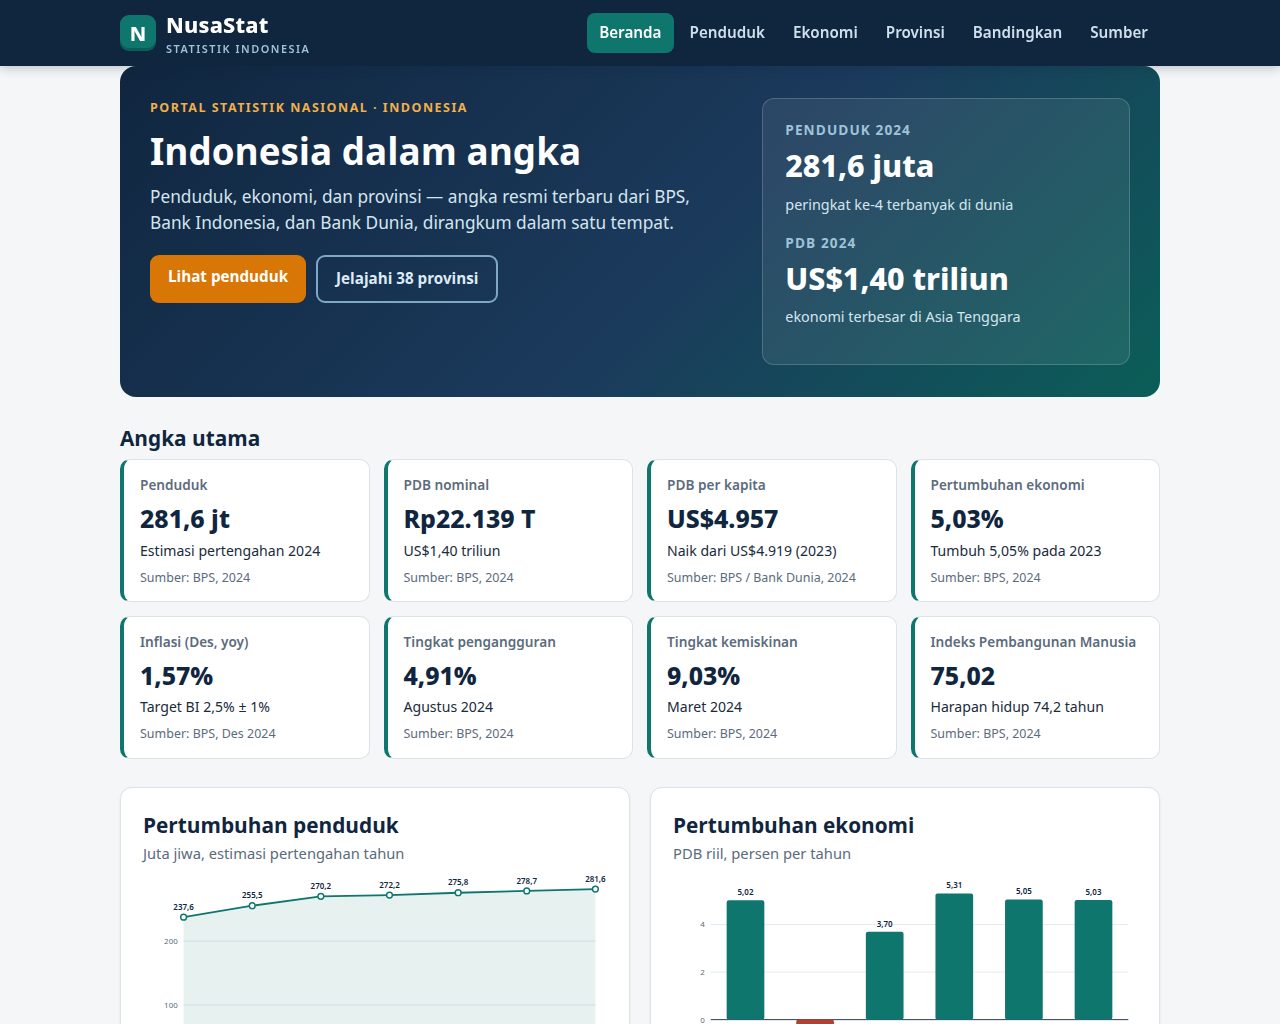 N
NusaStat
STATISTIK INDONESIA
Beranda
Penduduk
Ekonomi
Provinsi
Bandingkan
Sumber
PORTAL STATISTIK NASIONAL · INDONESIA
Indonesia dalam angka
Penduduk, ekonomi, dan provinsi — angka resmi terbaru dari BPS,
Bank Indonesia, dan Bank Dunia, dirangkum dalam satu tempat.
Lihat penduduk
Jelajahi 38 provinsi
PENDUDUK 2024
281,6 juta
peringkat ke-4 terbanyak di dunia
PDB 2024
US$1,40 triliun
ekonomi terbesar di Asia Tenggara
Angka utama
Penduduk
281,6 jt
Estimasi pertengahan 2024
Sumber: BPS, 2024
PDB nominal
Rp22.139 T
US$1,40 triliun
Sumber: BPS, 2024
PDB per kapita
US$4.957
Naik dari US$4.919 (2023)
Sumber: BPS / Bank Dunia, 2024
Pertumbuhan ekonomi
5,03%
Tumbuh 5,05% pada 2023
Sumber: BPS, 2024
Inflasi (Des, yoy)
1,57%
Target BI 2,5% ± 1%
Sumber: BPS, Des 2024
Tingkat pengangguran
4,91%
Agustus 2024
Sumber: BPS, 2024
Tingkat kemiskinan
9,03%
Maret 2024
Sumber: BPS, 2024
Indeks Pembangunan Manusia
75,02
Harapan hidup 74,2 tahun
Sumber: BPS, 2024
Pertumbuhan penduduk
Juta jiwa, estimasi pertengahan tahun
237,6
255,5
270,2
272,2
275,8
278,7
281,6
200
100
Pertumbuhan ekonomi
PDB riil, persen per tahun
5,02
3,70
5,31
5,05
5,03
4
2
0